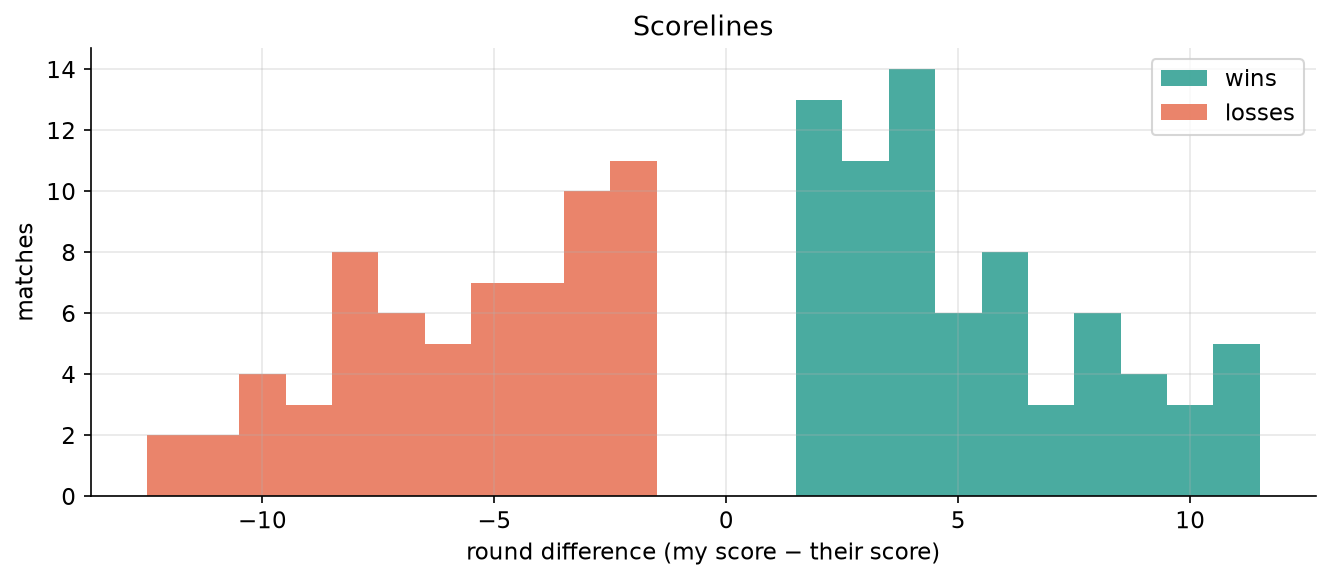 Scorelines
14
12
10
8
6
4
2
0
matches
wins
losses
−10
−5
0
5
10
round difference (my score − their score)